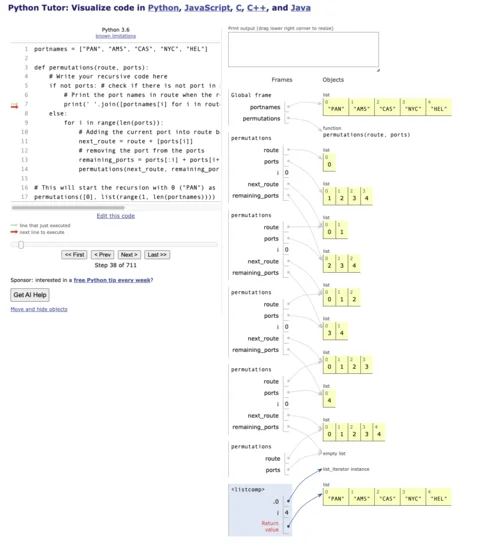 Python Tutor: Visualize code in Python, JavaScript, C, C++, and Java
Python 3.6
known limitations
1 portnames = ["PAN", "AMS", "CAS", "NYC", "HEL"]
2
3 def permutations(route, ports):
4 # Write your recursive code here
5 if not ports: # check if there is not port in
6 # Print the port names in route when the r
7 print(' '.join([portnames[i] for i in rout
8 else:
9 for i in range(len(ports)):
10 # Adding the current port into route b
11 next_route = route + [ports[i]]
12 # removing the port from the ports
13 remaining_ports = ports[:i] + ports[i+
14 permutations(next_route, remaining_por
15
16 # This will start the recursion with 0 ("PAN") as
17 permutations([0], list(range(1, len(portnames))))
Edit this code
line that just executed
next line to execute
<< First < Prev Next > Last >>
Step 38 of 711
Sponsor: interested in a free Python tip every week?
Get AI Help
Move and hide objects
Print output (drag lower right corner to resize)
Frames Objects
Global frame
portnames
permutations
list
0 1 2 3 4
"PAN" "AMS" "CAS" "NYC" "HEL"
function
permutations(route, ports)
permutations
route
ports
i 0
next_route
remaining_ports
list
0
0
list
0 1 2 3
1 2 3 4
permutations
route
ports
i 0
next_route
remaining_ports
list
0 1
0 1
list
0 1 2
2 3 4
permutations
route
ports
i 0
next_route
remaining_ports
list
0 1 2
0 1 2
list
0 1
3 4
permutations
route
ports
i 0
next_route
remaining_ports
list
0 1 2 3
0 1 2 3
list
0
4
permutations
route
ports
list
0 1 2 3 4
0 1 2 3 4
empty list
<listcomp>
.0
i 4
Return
value
list_iterator instance
list
0 1 2 3 4
"PAN" "AMS" "CAS" "NYC" "HEL"